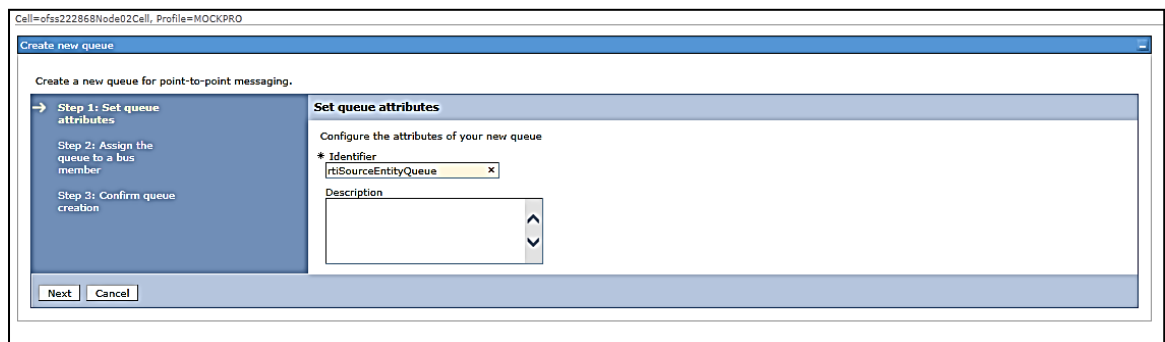 Cell=ofss222868Node02Cell, Profile=MOCKPRO
Create new queue
Create a new queue for point-to-point messaging.
Step 1: Set queue
attributes
Step 2: Assign the
queue to a bus
member
Step 3: Confirm queue
creation
Set queue attributes
Configure the attributes of your new queue
* Identifier
rtiSourceEntityQueue
Description
Next Cancel